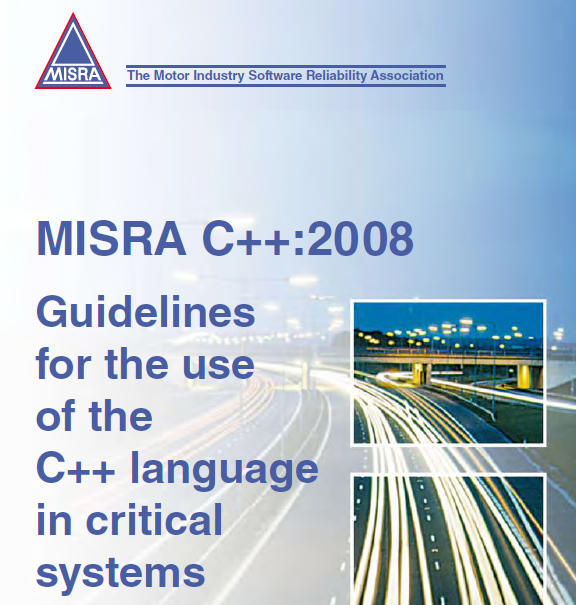 MISRA
The Motor Industry Software Reliability Association
MISRA C++:2008
Guidelines
for the use
of the
C++ language
in critical
systems